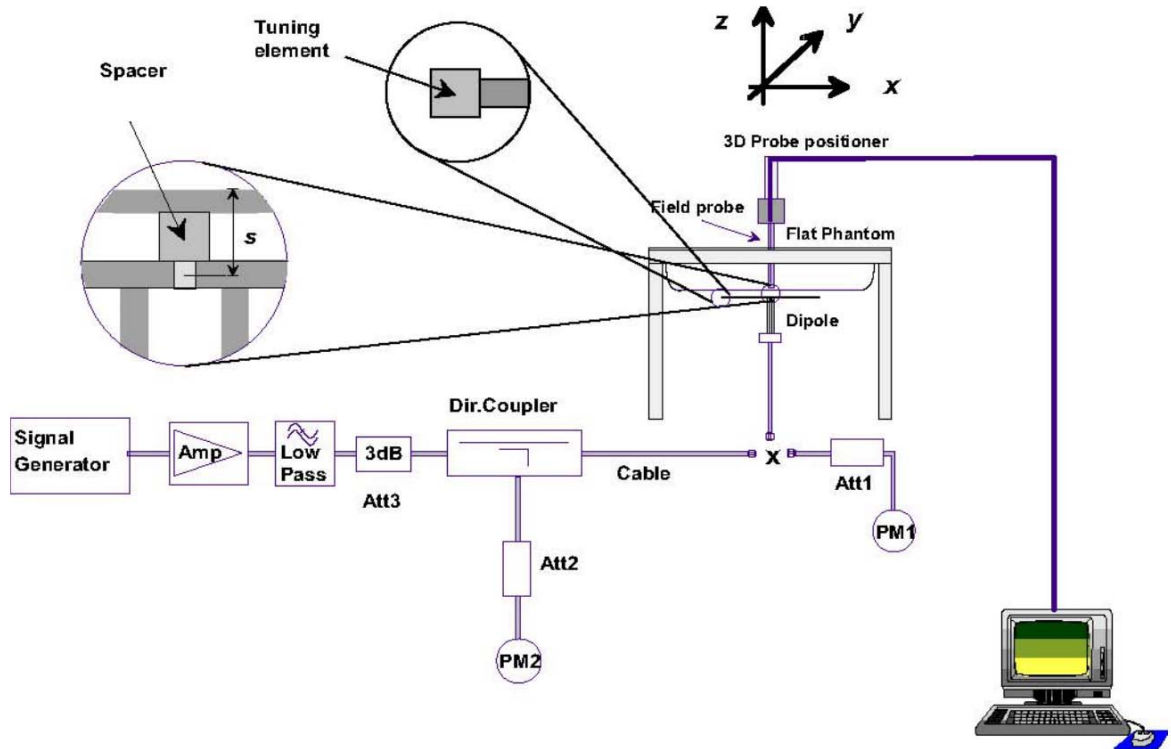 Tuning
element
Spacer
s
z
y
x
3D Probe positioner
Field probe
Flat Phantom
Dipole
Dir.Coupler
Signal
Generator
Amp
Low
Pass
3dB
Att3
Cable
x
Att1
PM1
Att2
PM2